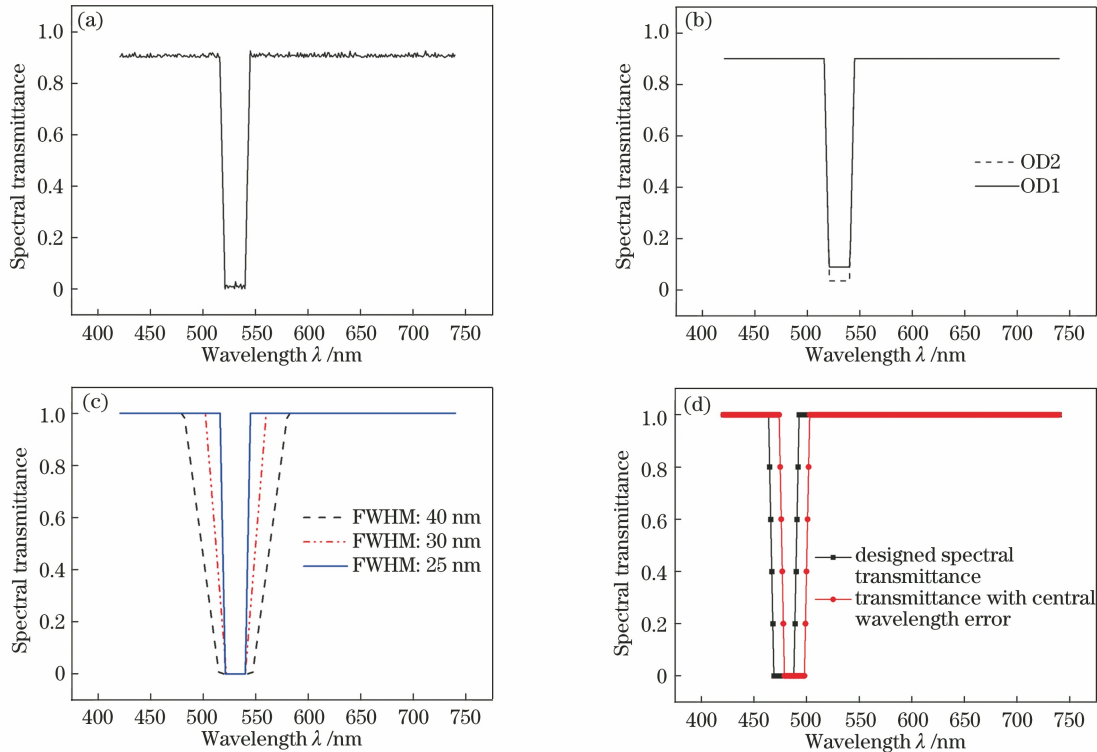 (a)
1.0
0.8
0.6
0.4
0.2
0
Spectral transmittance
400 450 500 550 600 650 700 750
Wavelength λ /nm
(b)
1.0
0.8
0.6
0.4
0.2
0
Spectral transmittance
OD2
OD1
400 450 500 550 600 650 700 750
Wavelength λ /nm
(c)
1.0
0.8
0.6
0.4
0.2
0
Spectral transmittance
FWHM: 40 nm
FWHM: 30 nm
FWHM: 25 nm
400 450 500 550 600 650 700 750
Wavelength λ /nm
(d)
1.0
0.8
0.6
0.4
0.2
0
Spectral transmittance
designed spectral
transmittance
transmittance with central
wavelength error
400 450 500 550 600 650 700 750
Wavelength λ /nm